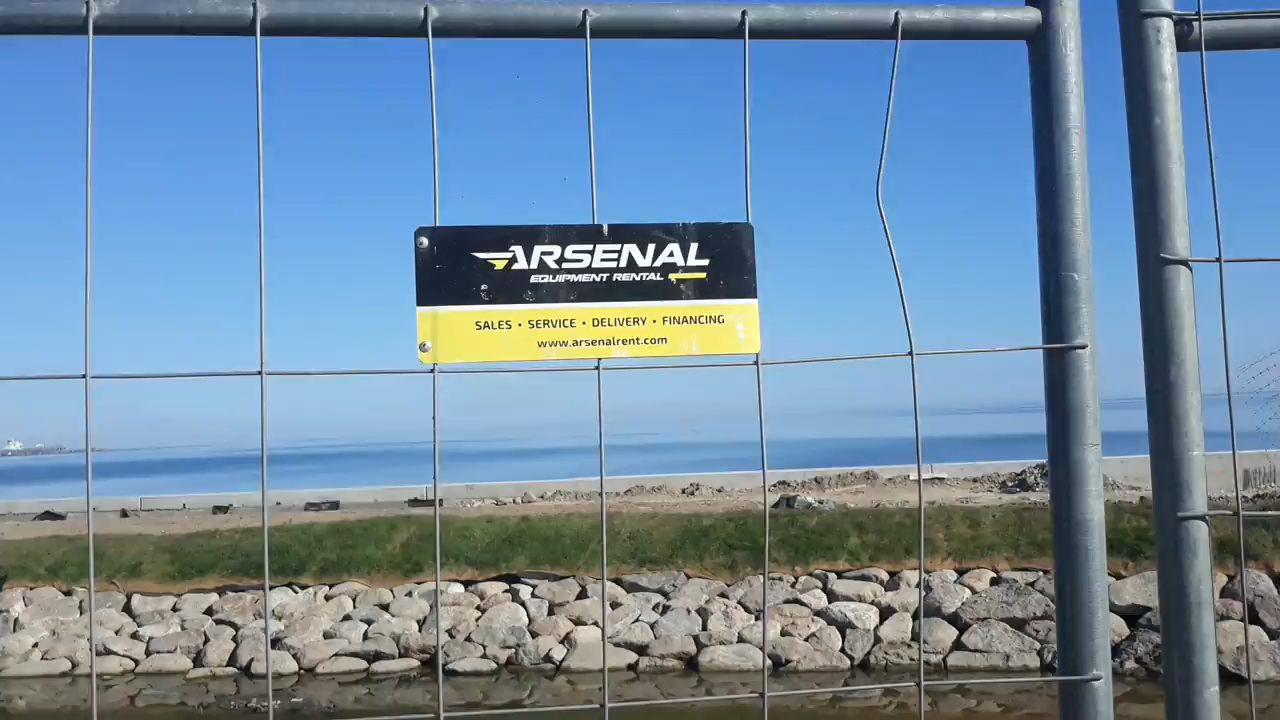 ARSENAL
EQUIPMENT RENTAL
SALES • SERVICE • DELIVERY • FINANCING
www.arsenalrent.com